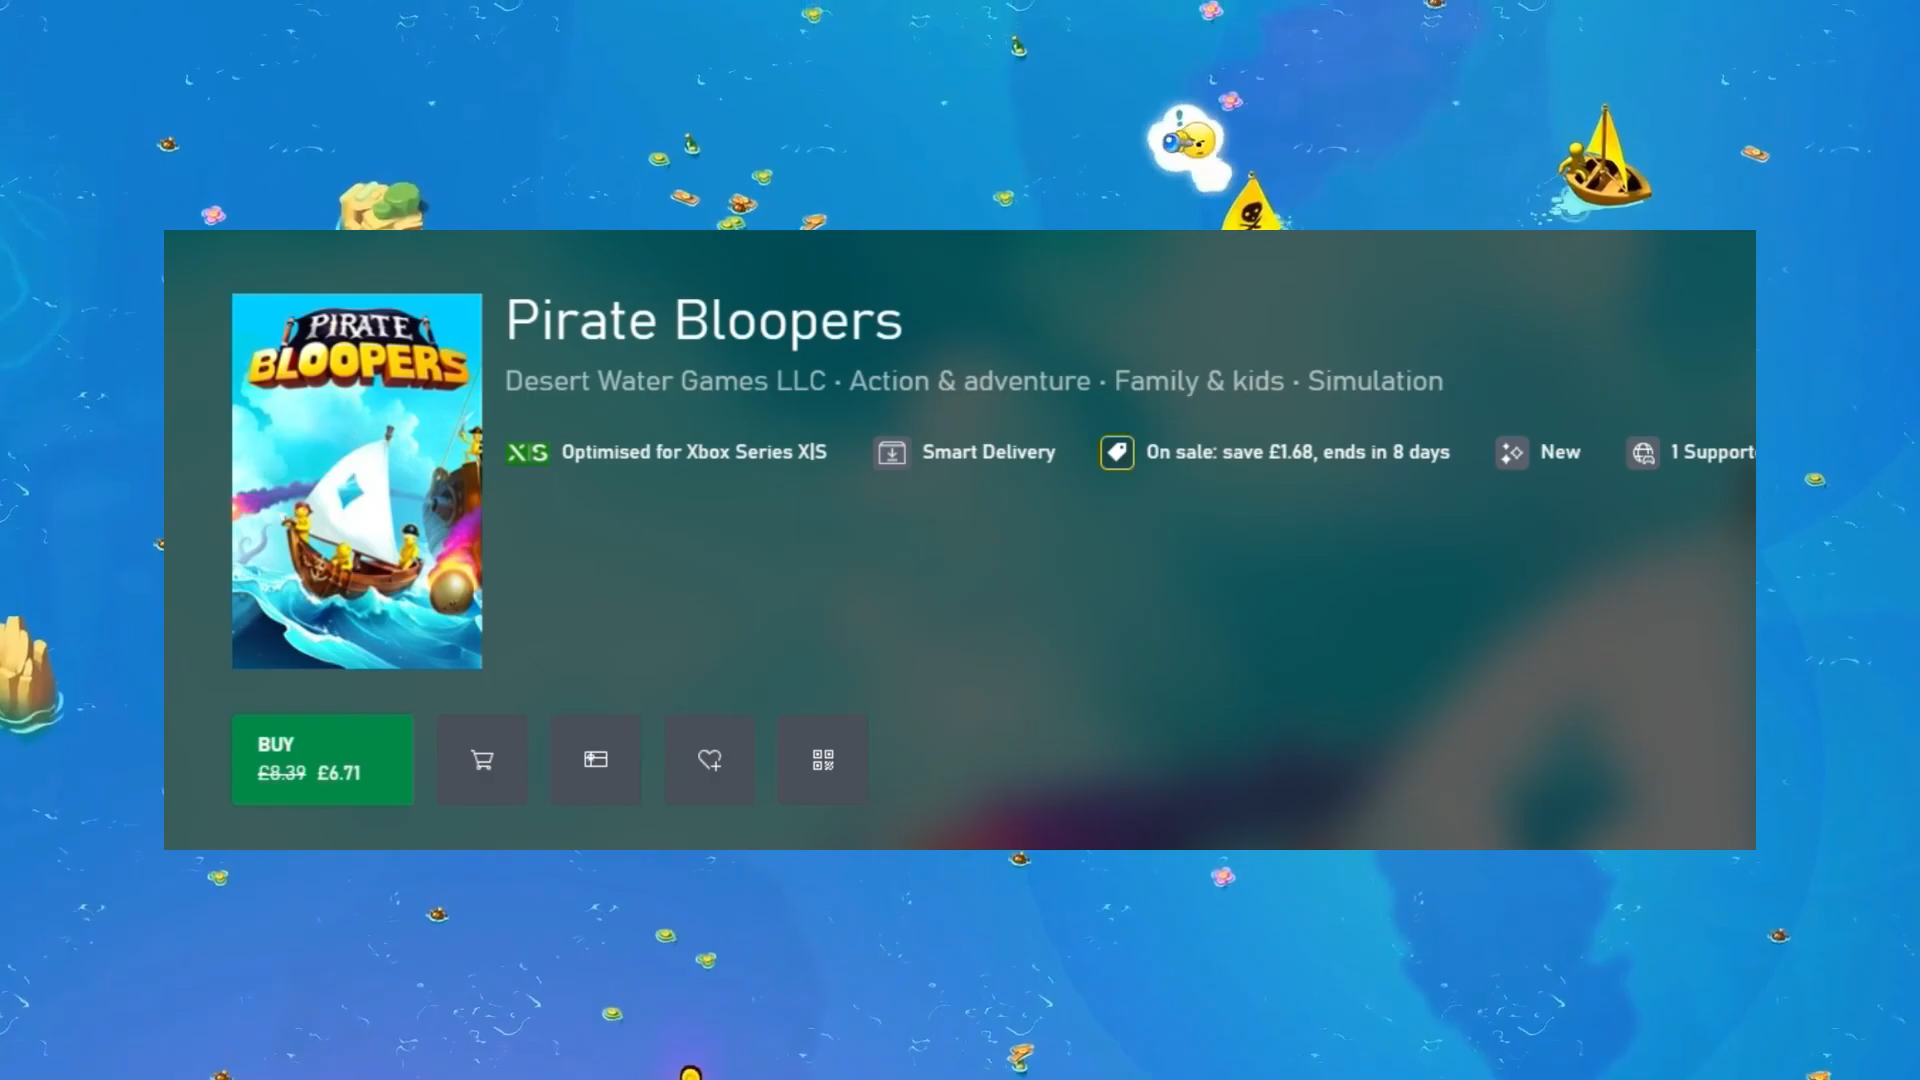 PIRATE
BLOOPERS
Pirate Bloopers
Desert Water Games LLC · Action & adventure · Family & kids · Simulation
X|S Optimised for Xbox Series X|S Smart Delivery On sale: save £1.68, ends in 8 days New 1 Support
BUY
£8.39 £6.71